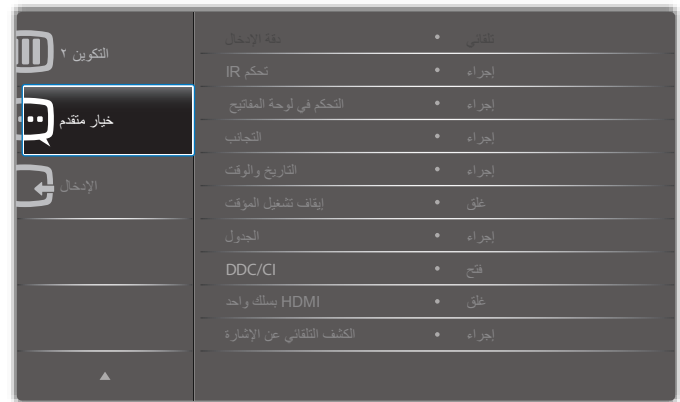 التكوين ٢
خيار متقدم
الإدخال
دقة الإدخال • تلقائي
تحكم IR • إجراء
التحكم في لوحة المفاتيح • إجراء
التجانب • إجراء
التاريخ والوقت • إجراء
إيقاف تشغيل المؤقت • غلق
الجدول • إجراء
DDC/CI • فتح
HDMI بسلك واحد • غلق
الكشف التلقائي عن الإشارة • إجراء